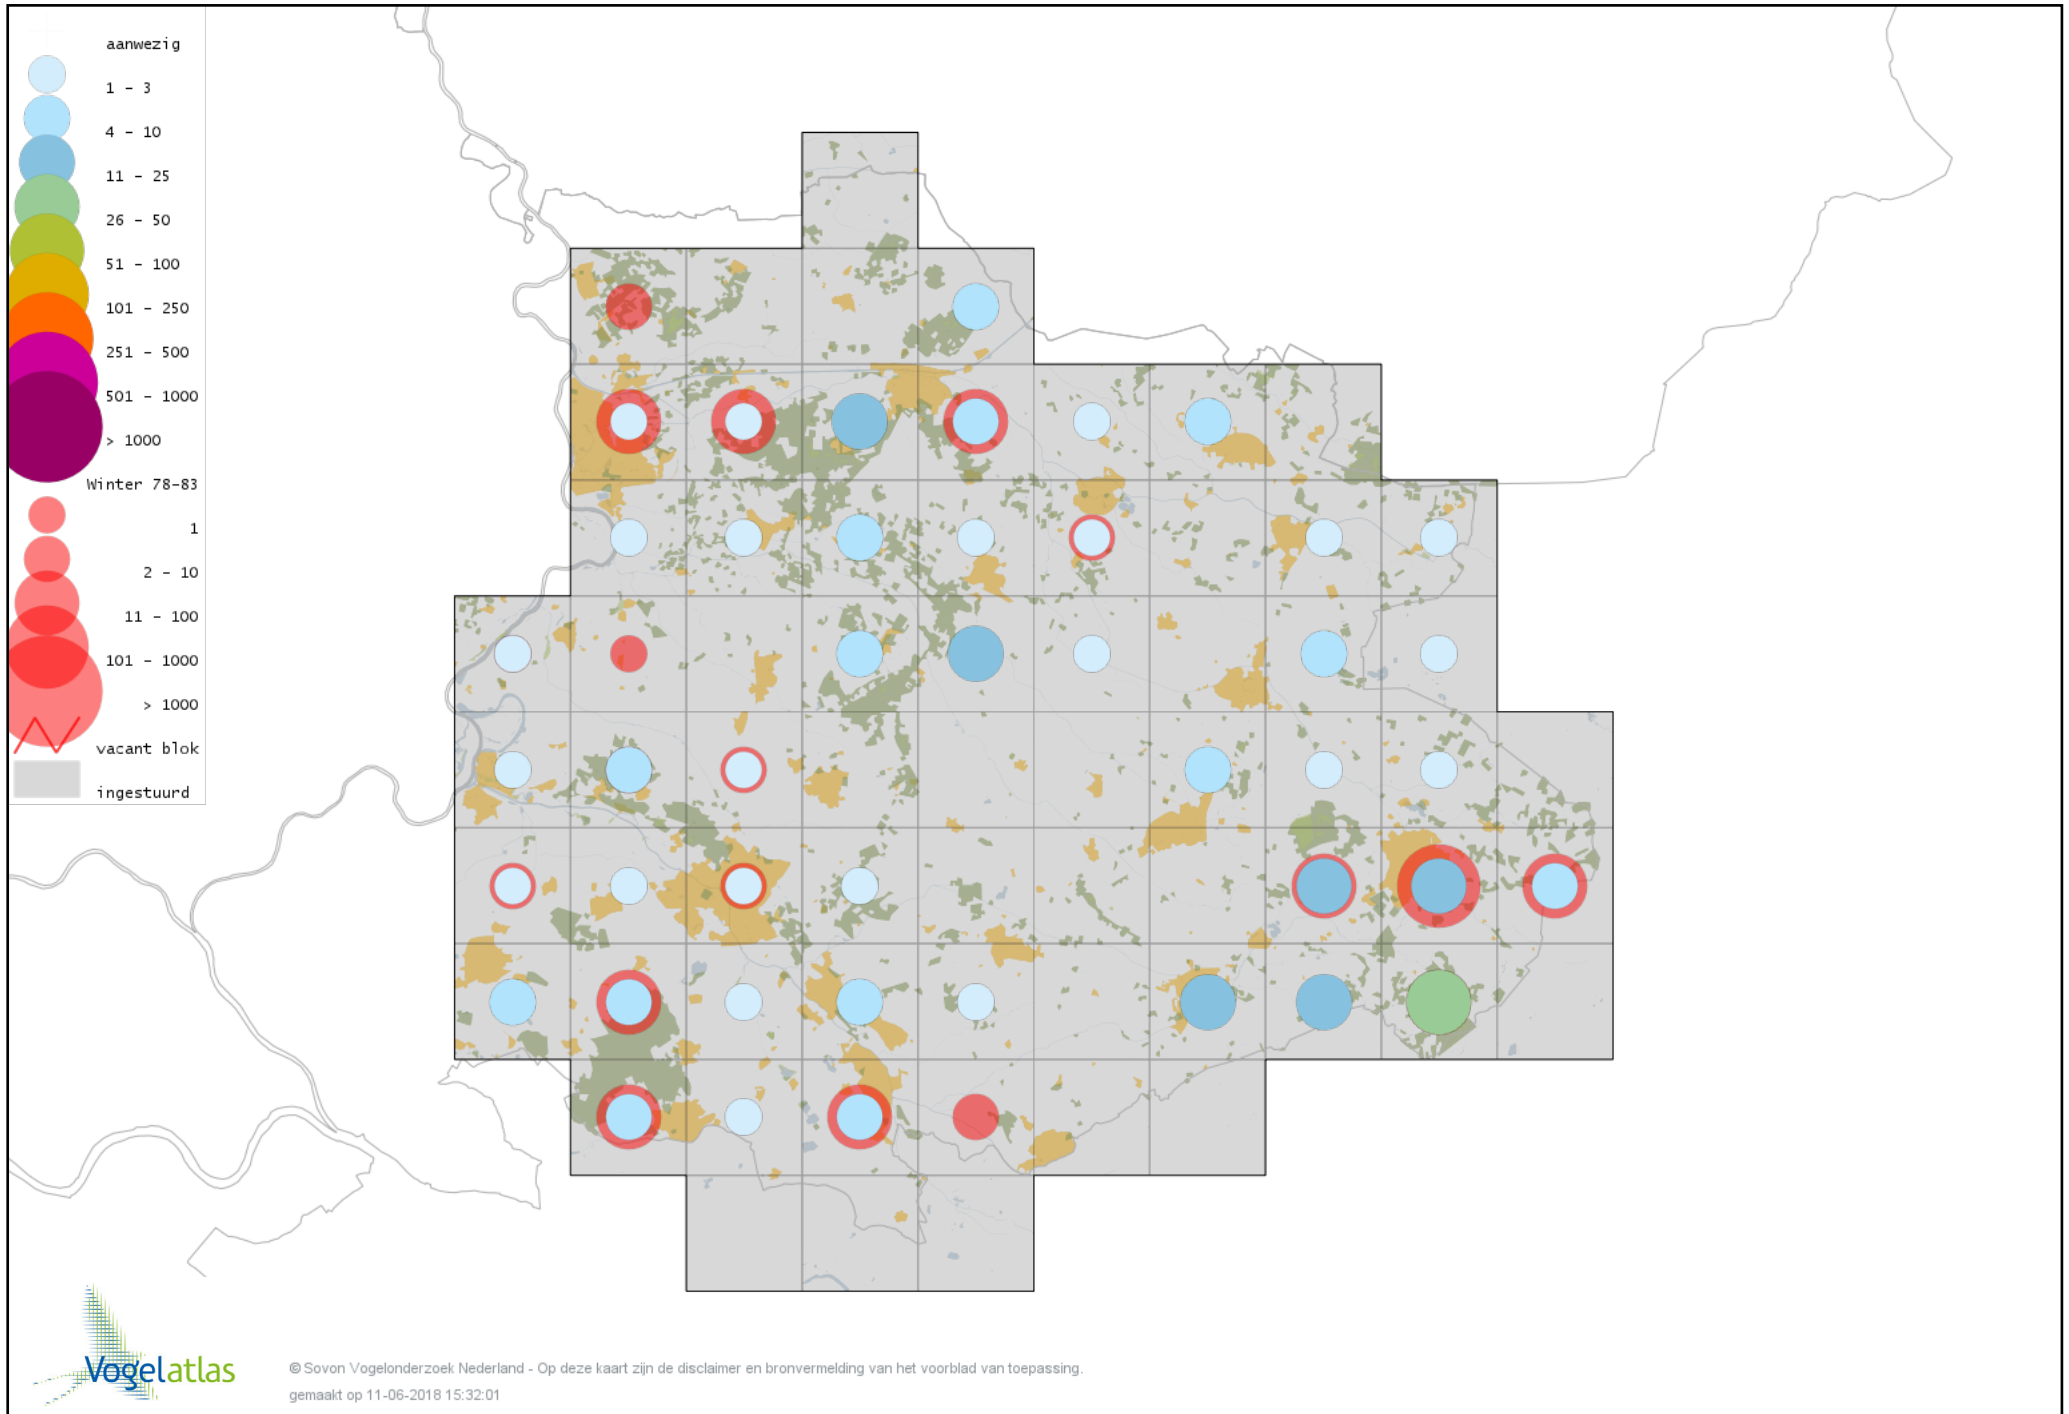 aanwezig
1 - 3
4 - 10
11 - 25
26 - 50
51 - 100
101 - 250
251 - 500
501 - 1000
> 1000
Winter 78-83
1
2 - 10
11 - 100
101 - 1000
> 1000
vacant blok
ingestuurd
Vogelatlas
© Sovon Vogelonderzoek Nederland - Op deze kaart zijn de disclaimer en bronvermelding van het voorblad van toepassing.
gemaakt op 11-06-2018 15:32:01